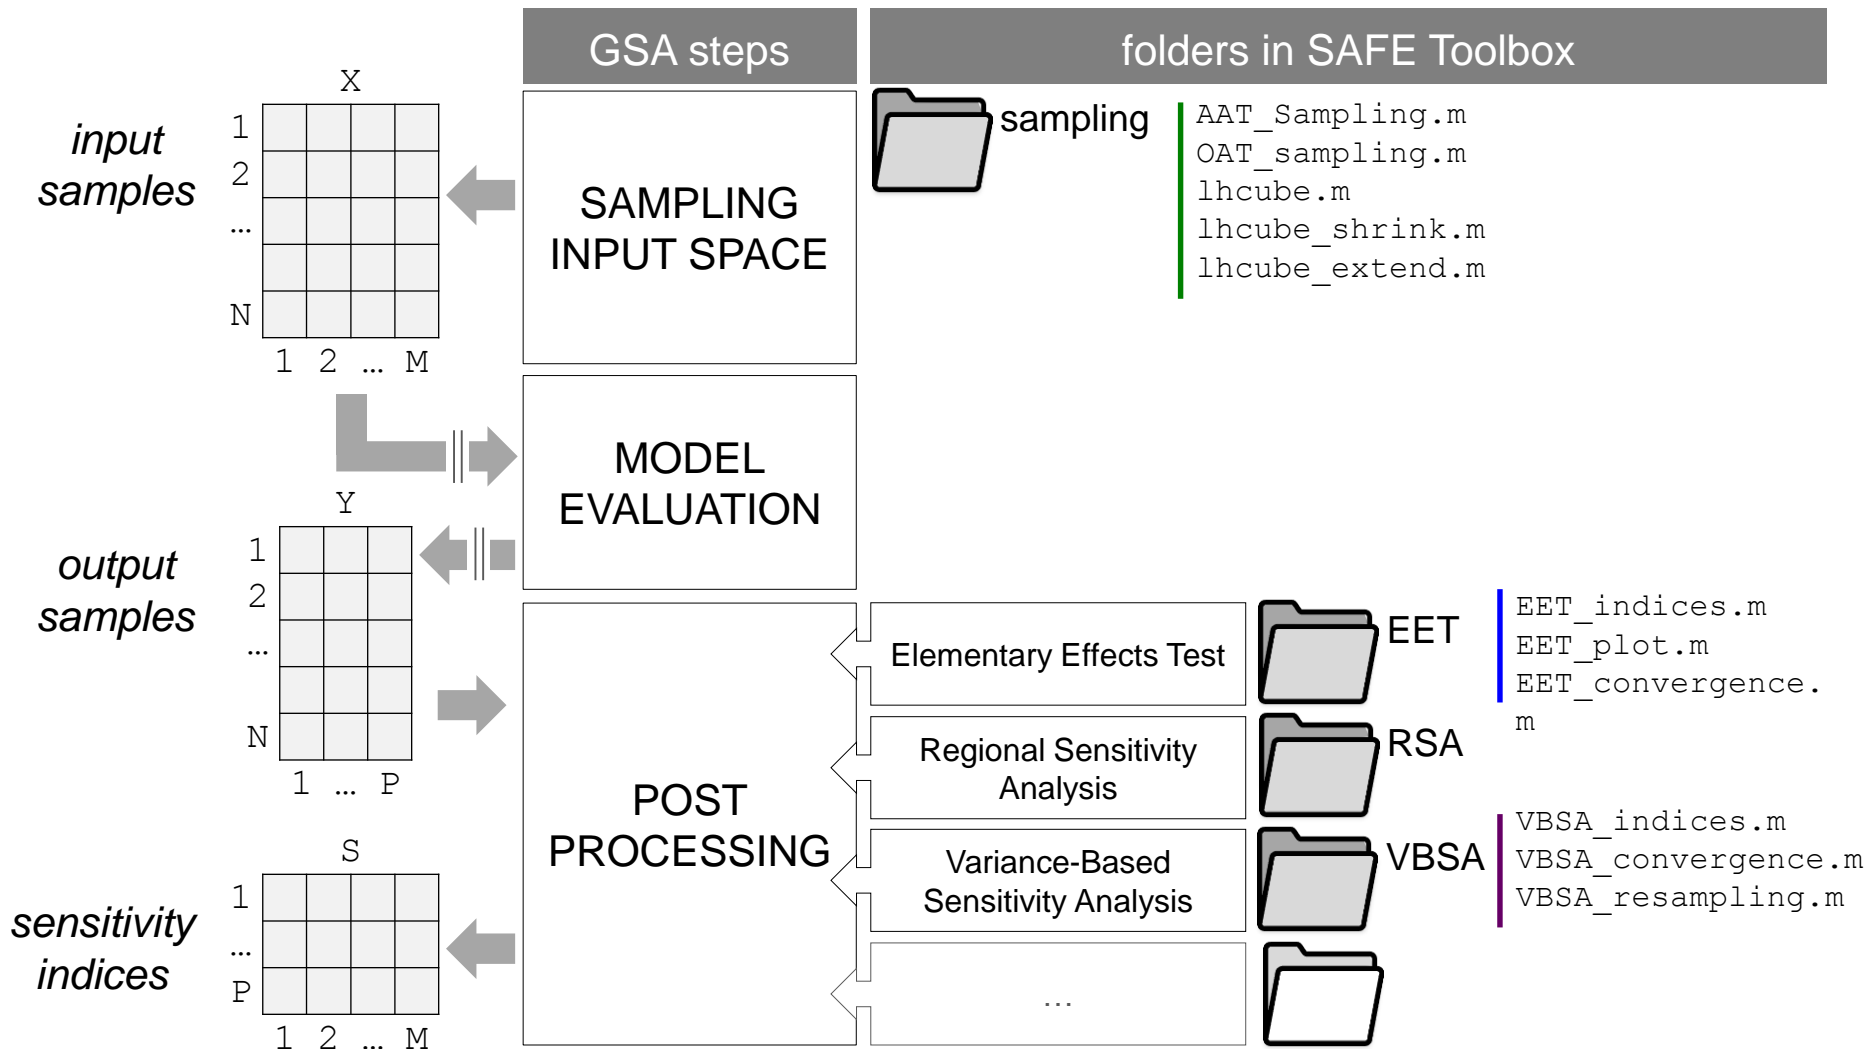 GSA steps
folders in SAFE Toolbox
X
input
samples
1
2
...
N
1 2 ... M
SAMPLING
INPUT SPACE
sampling
AAT_Sampling.m
OAT_sampling.m
lhcube.m
lhcube_shrink.m
lhcube_extend.m
MODEL
EVALUATION
Y
output
samples
1
2
...
N
1 ... P
POST
PROCESSING
Elementary Effects Test
EET
EET_indices.m
EET_plot.m
EET_convergence.
m
Regional Sensitivity
Analysis
RSA
Variance-Based
Sensitivity Analysis
VBSA
VBSA_indices.m
VBSA_convergence.m
VBSA_resampling.m
...
S
sensitivity
indices
1
...
P
1 2 ... M